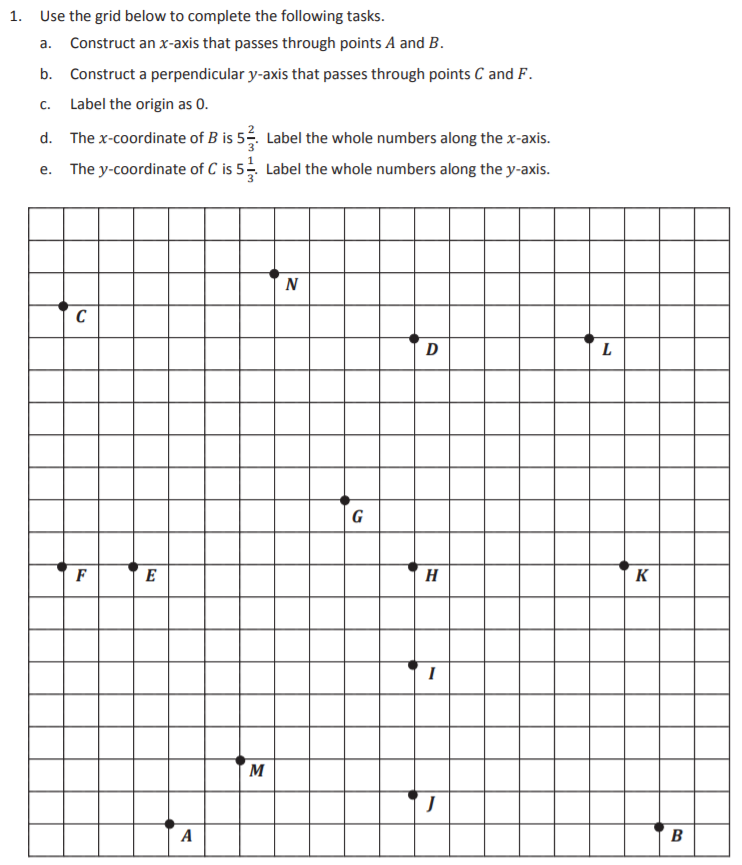 1. Use the grid below to complete the following tasks.
a. Construct an x-axis that passes through points A and B.
b. Construct a perpendicular y-axis that passes through points C and F.
c. Label the origin as 0.
d. The x-coordinate of B is 5 2/3. Label the whole numbers along the x-axis.
e. The y-coordinate of C is 5 1/3. Label the whole numbers along the y-axis.
N
C
D L
G
F E H K
I
M
J
A B